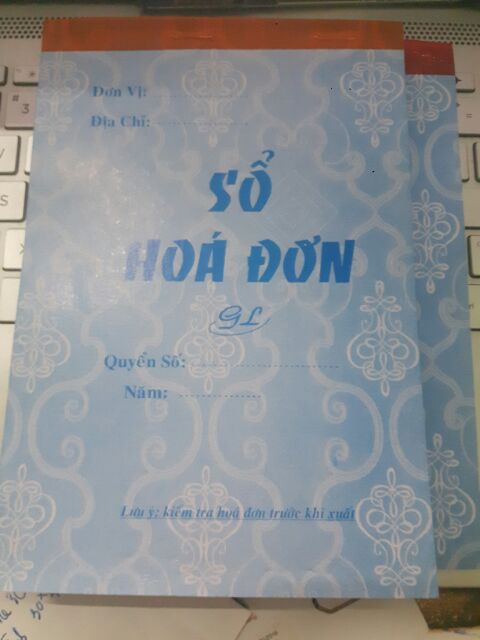 Đơn Vị:
Địa Chỉ:
SỔ
HOÁ ĐƠN
GL
Quyển Số:
Năm:
Lưu ý; kiểm tra hoá đơn trước khi xuất